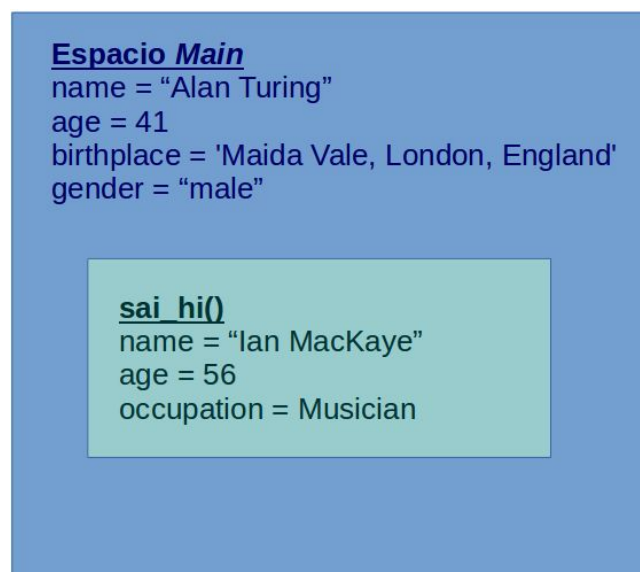 Espacio Main
name = “Alan Turing”
age = 41
birthplace = 'Maida Vale, London, England'
gender = “male”
sai_hi()
name = “Ian MacKaye”
age = 56
occupation = Musician